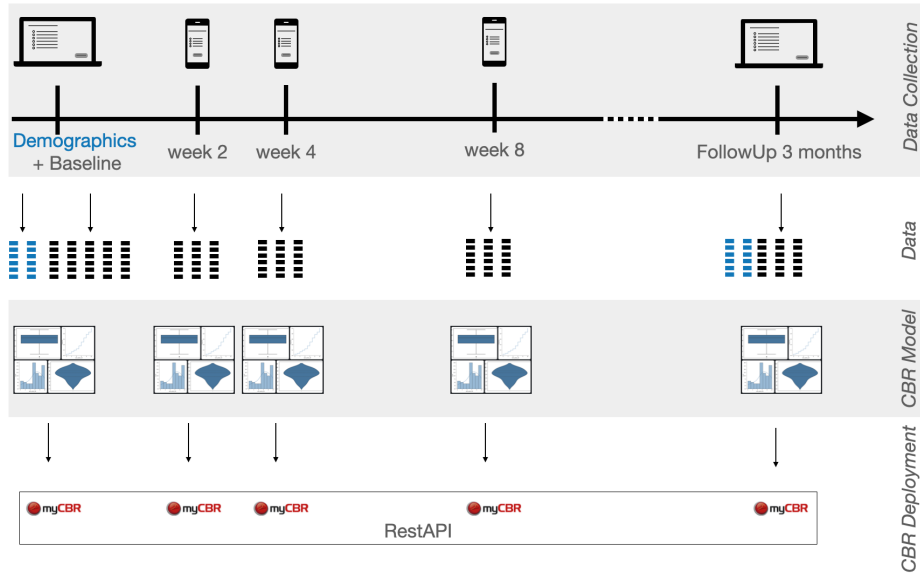 Data Collection
Demographics
+ Baseline
week 2
week 4
week 8
FollowUp 3 months
Data
CBR Model
CBR Deployment
myCBR
myCBR
myCBR
myCBR
myCBR
RestAPI